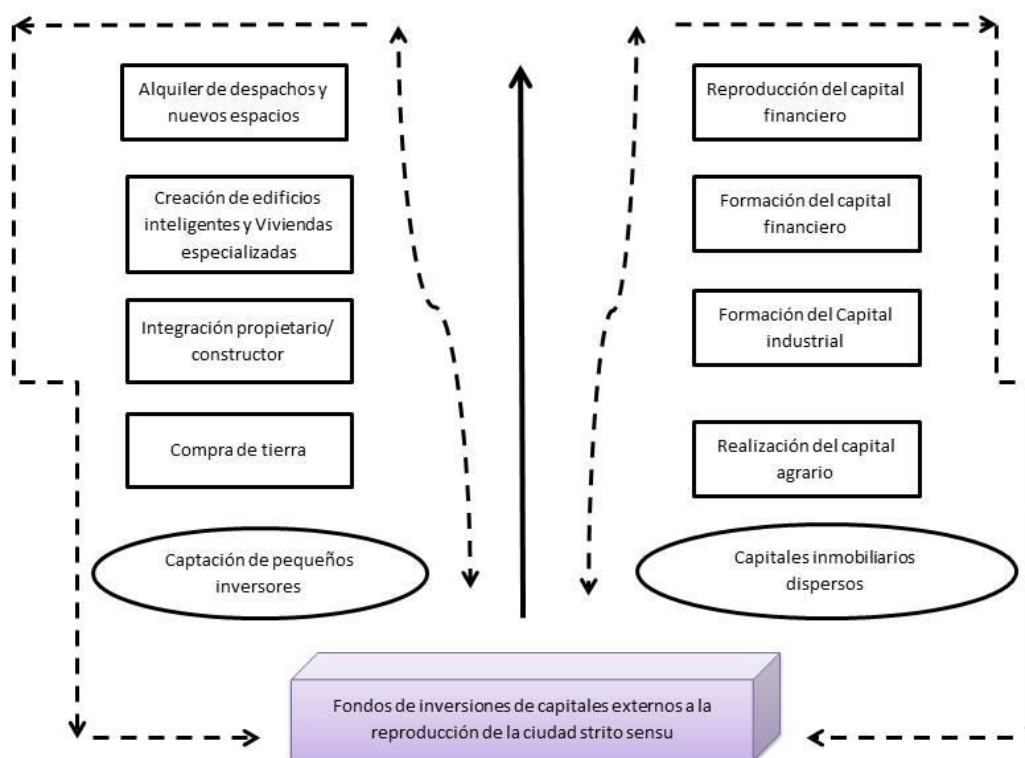 Alquiler de despachos y
nuevos espacios
Creación de edificios
inteligentes y Viviendas
especializadas
Integración propietario/
constructor
Compra de tierra
Captación de pequeños
inversores
Reproducción del capital
financiero
Formación del capital
financiero
Formación del Capital
industrial
Realización del capital
agrario
Capitales inmobiliarios
dispersos
Fondos de inversiones de capitales externos a la
reproducción de la ciudad strito sensu